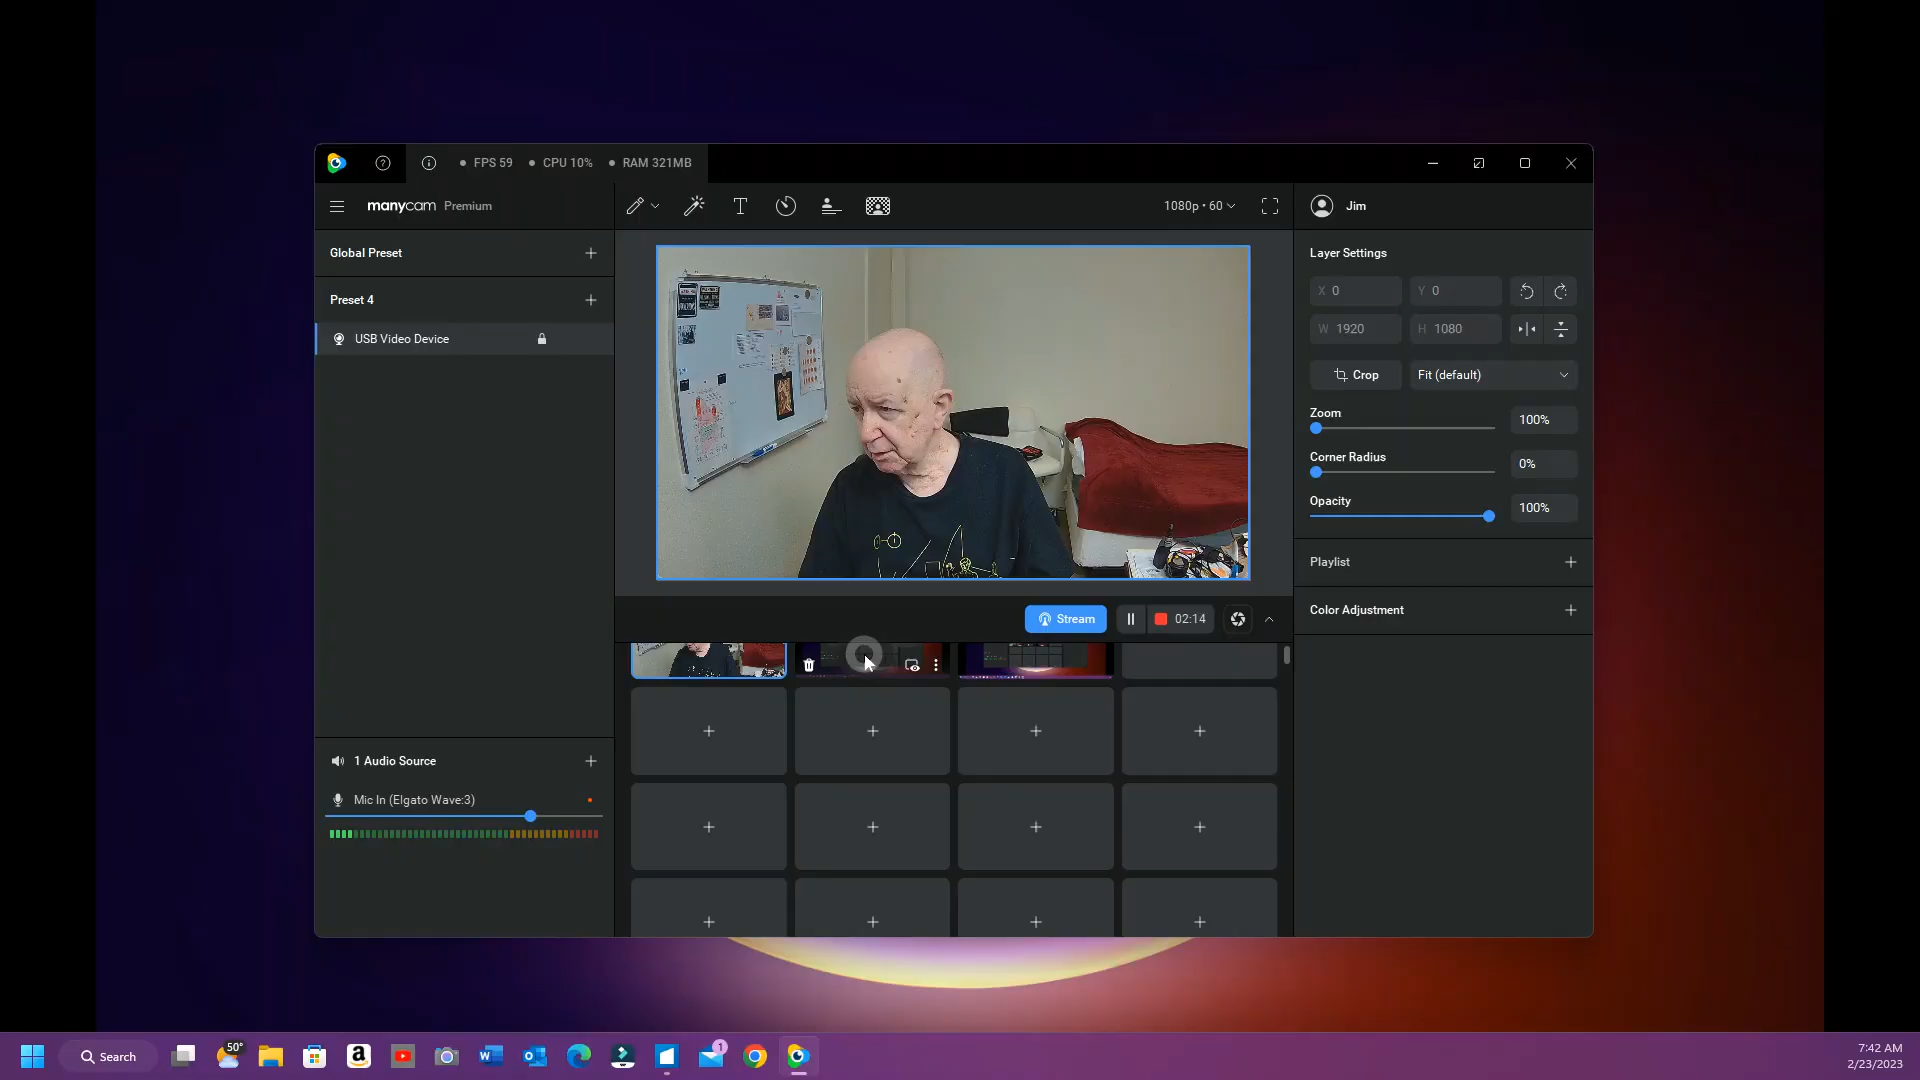 FPS 59 CPU 10% RAM 321MB
manycam Premium
1080p • 60
Jim
Global Preset
Layer Settings
X 0 Y 0
Preset 4
W 1920 H 1080
USB Video Device
Crop Fit (default)
Zoom 100%
Corner Radius 0%
Opacity 100%
Playlist
Color Adjustment
Stream 02:14
1 Audio Source
Mic In (Elgato Wave:3)
50°
Search
1
7:42 AM
2/23/2023